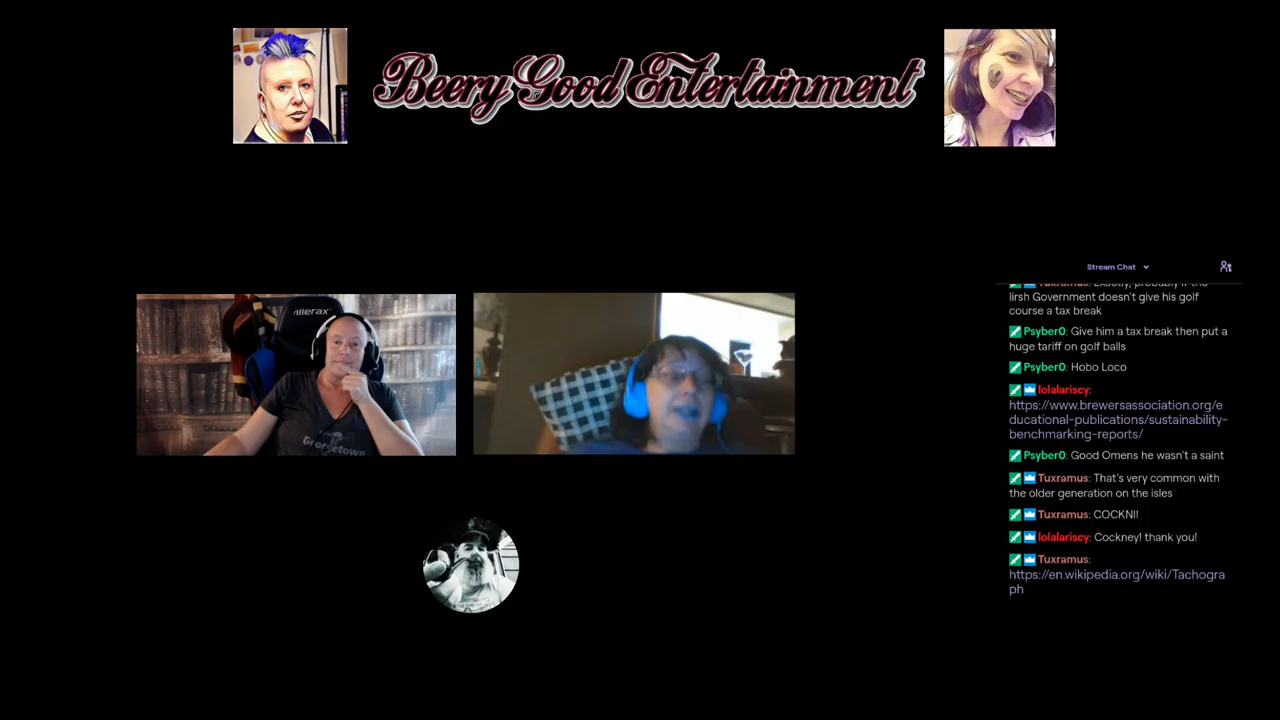 Beery Good Entertainment
Stream Chat
Tuxramus: Exactly, probably if the
Iirsh Government doesn't give his golf
course a tax break
Psyber0: Give him a tax break then put a
huge tariff on golf balls
Psyber0: Hobo Loco
lolalariscy:
https://www.brewersassociation.org/e
ducational-publications/sustainability-
benchmarking-reports/
Psyber0: Good Omens he wasn't a saint
Tuxramus: That's very common with
the older generation on the isles
Tuxramus: COCKNI!
lolalariscy: Cockney! thank you!
Tuxramus:
https://en.wikipedia.org/wiki/Tachogra
ph
Georgetown